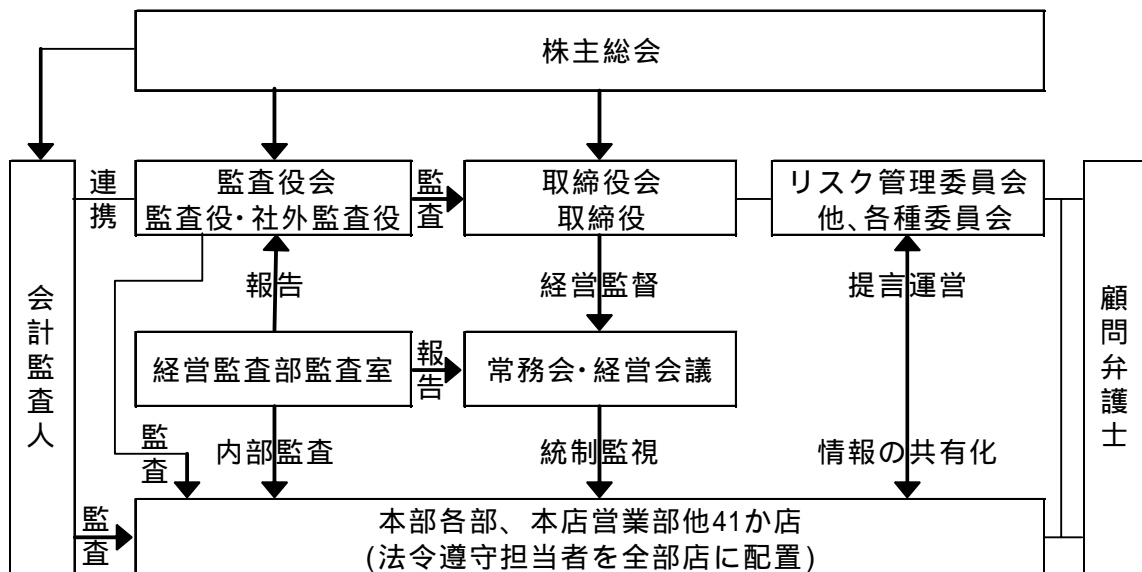 株主総会
連携
監査役会
監査役・社外監査役
監査
取締役会
取締役
リスク管理委員会
他、各種委員会
会計監査人
顧問弁護士
報告
経営監督
提言運営
経営監査部監査室
報告
常務会・経営会議
監査
内部監査
統制監視
情報の共有化
監査
本部各部、本店営業部他41か店
(法令遵守担当者を全部店に配置)